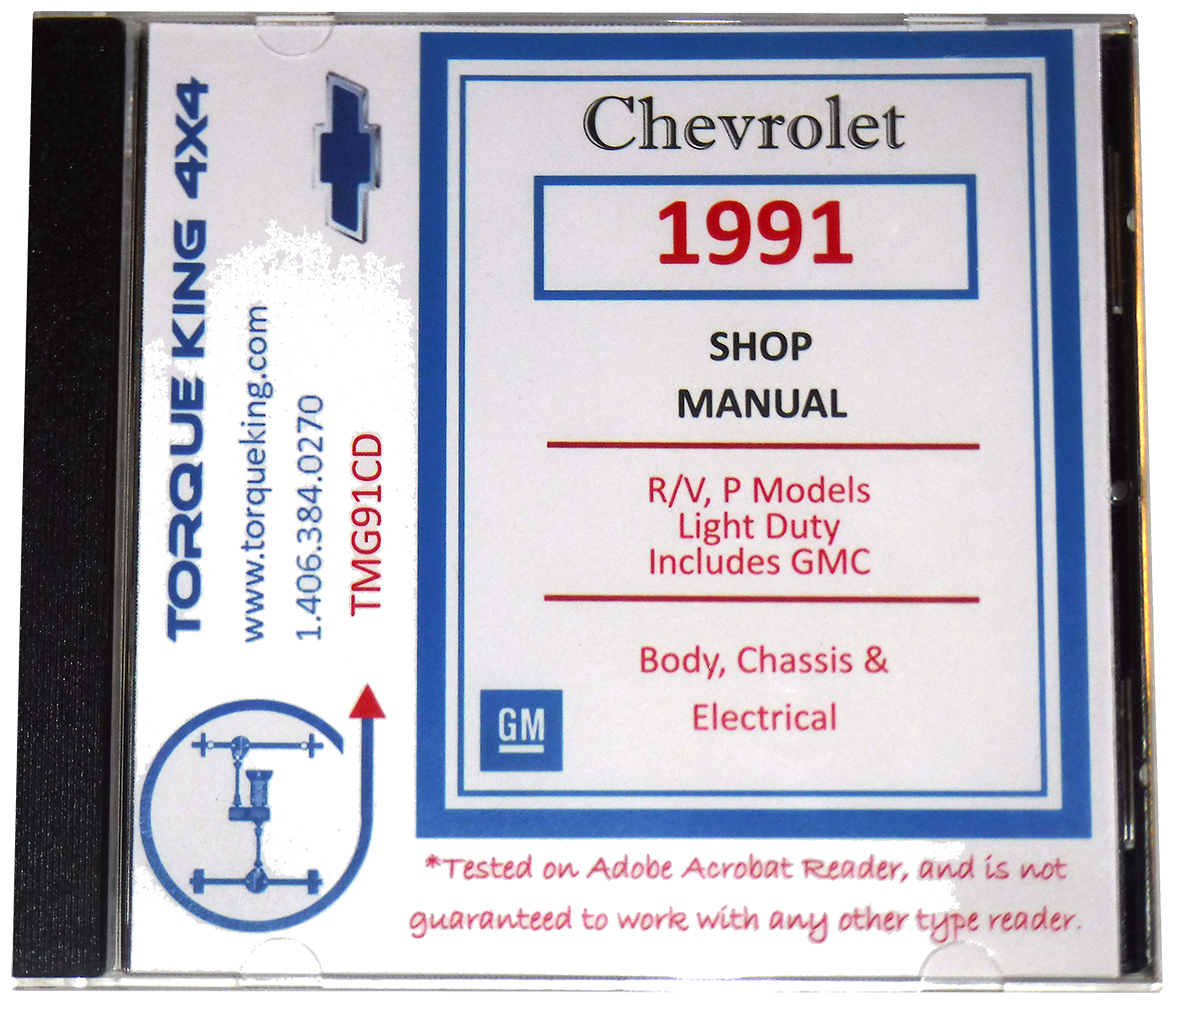 TORQUE KING 4X4
www.torqueking.com
1.406.384.0270
TMG91CD
Chevrolet
1991
SHOP
MANUAL
R/V, P Models
Light Duty
Includes GMC
Body, Chassis &
Electrical
GM
*Tested on Adobe Acrobat Reader, and is not
guaranteed to work with any other type reader.